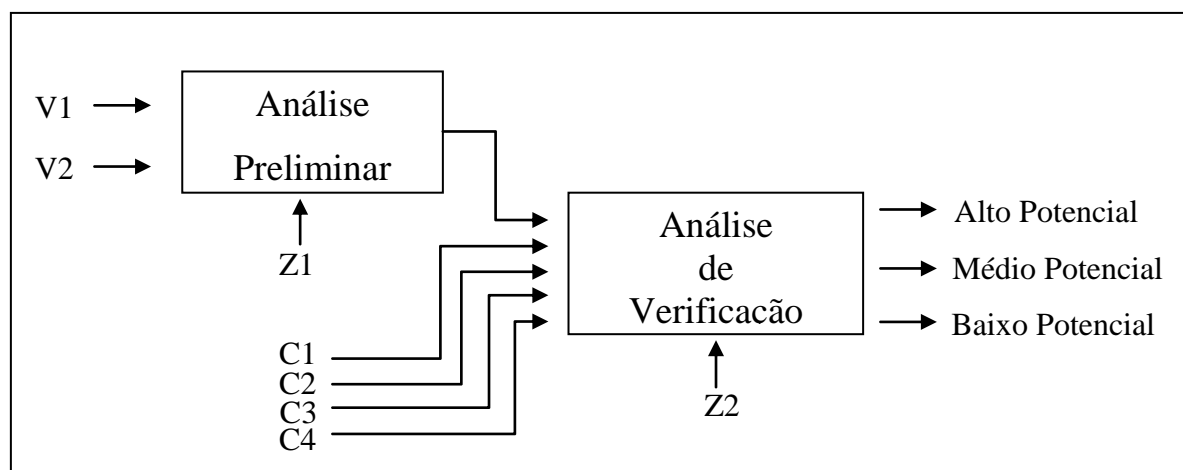 V1
V2
Análise
Preliminar
Z1
C1
C2
C3
C4
Análise
de
Verificacão
Z2
Alto Potencial
Médio Potencial
Baixo Potencial